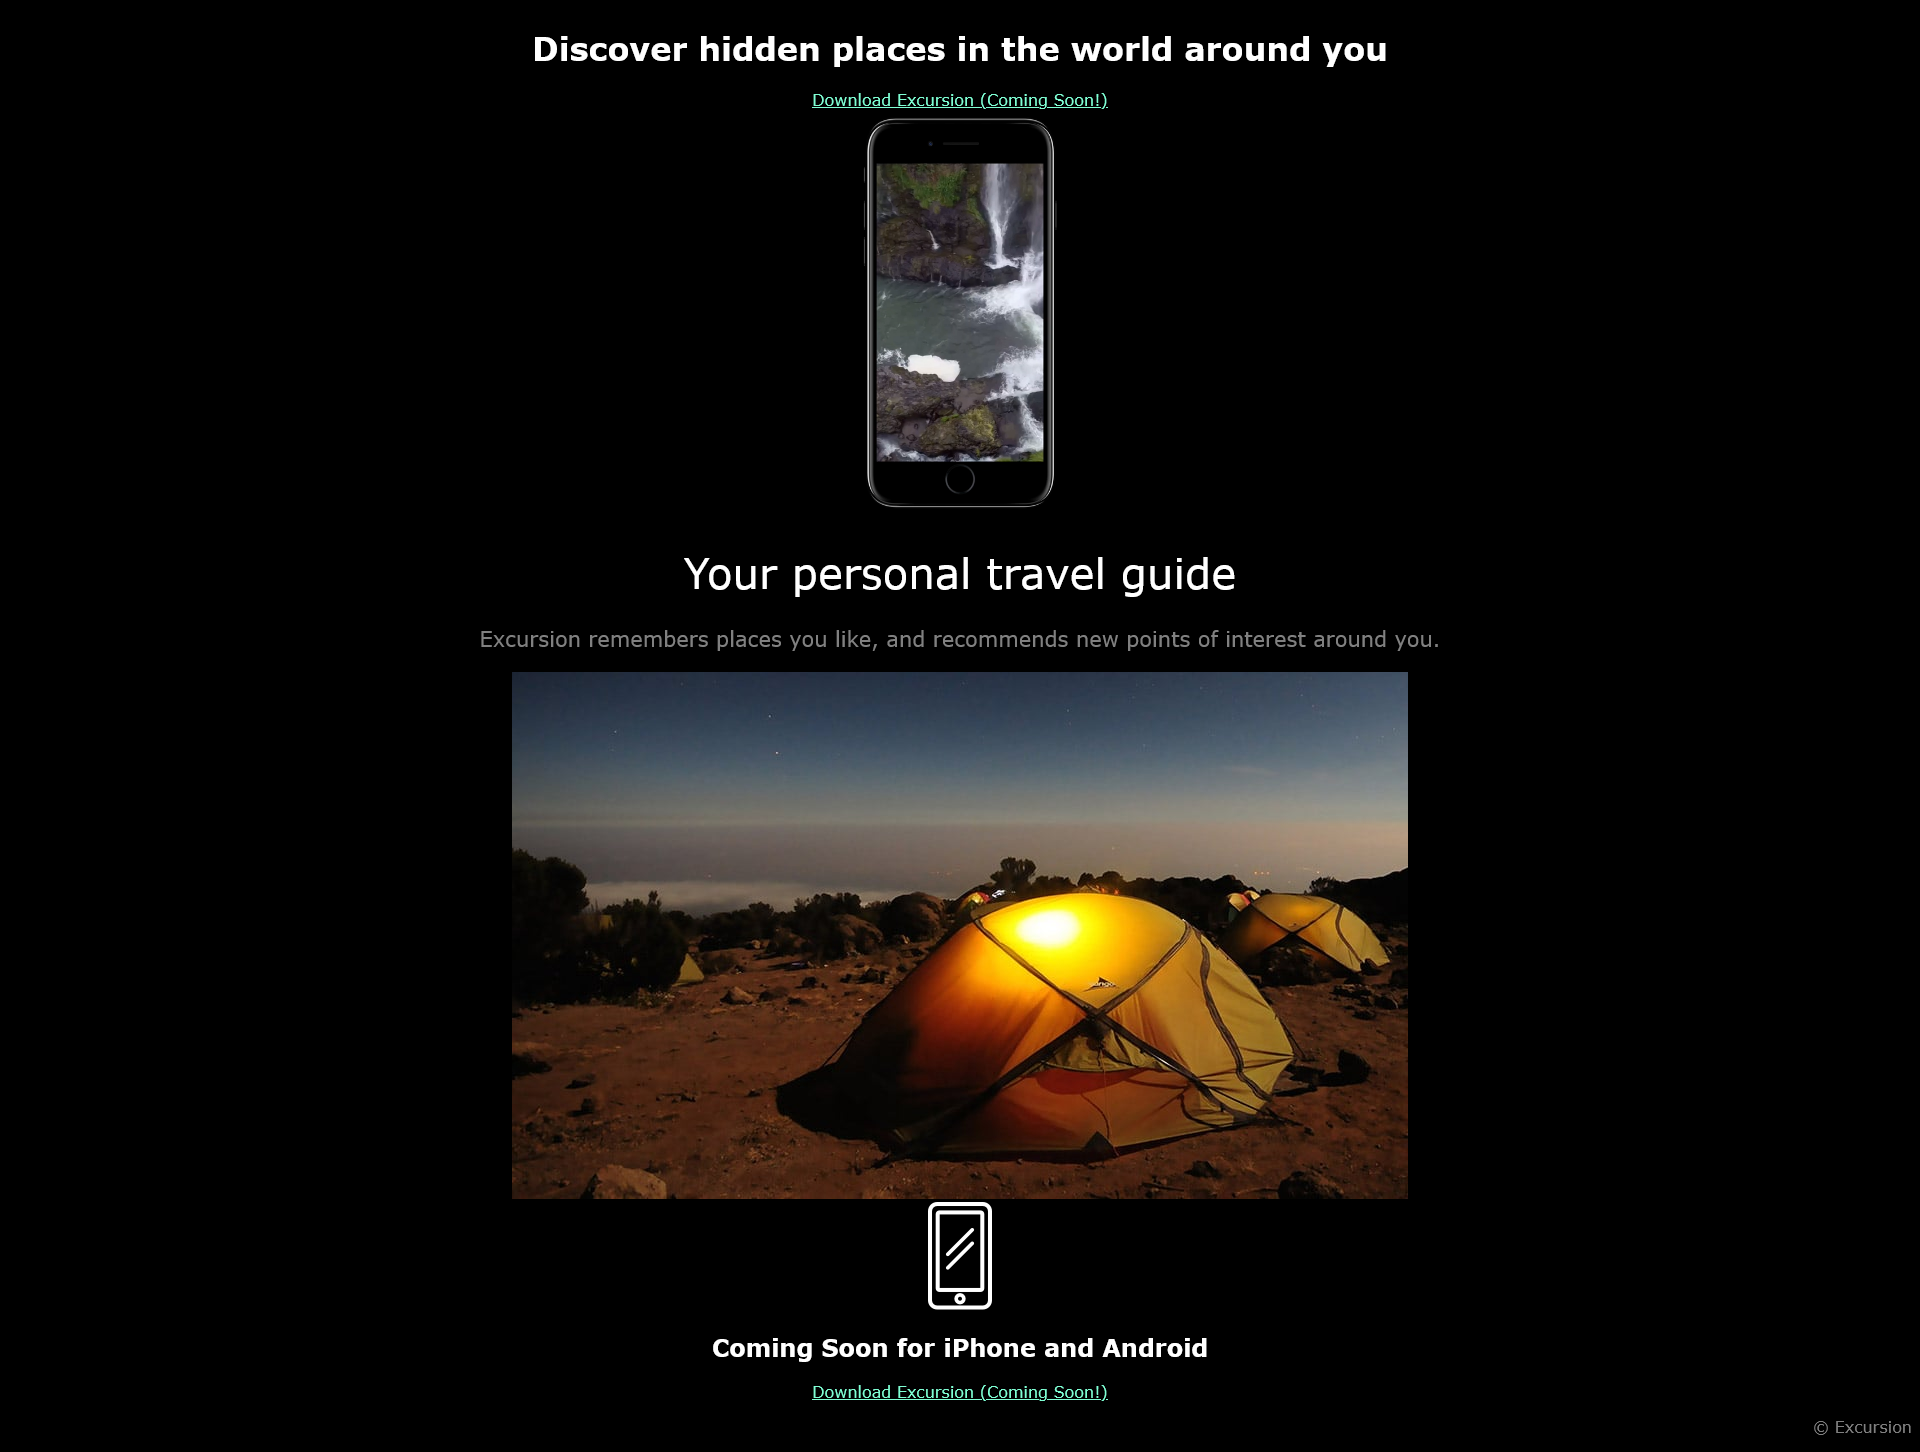 Discover hidden places in the world around you
Download Excursion (Coming Soon!)
Your personal travel guide
Excursion remembers places you like, and recommends new points of interest around you.
Coming Soon for iPhone and Android
Download Excursion (Coming Soon!)
© Excursion